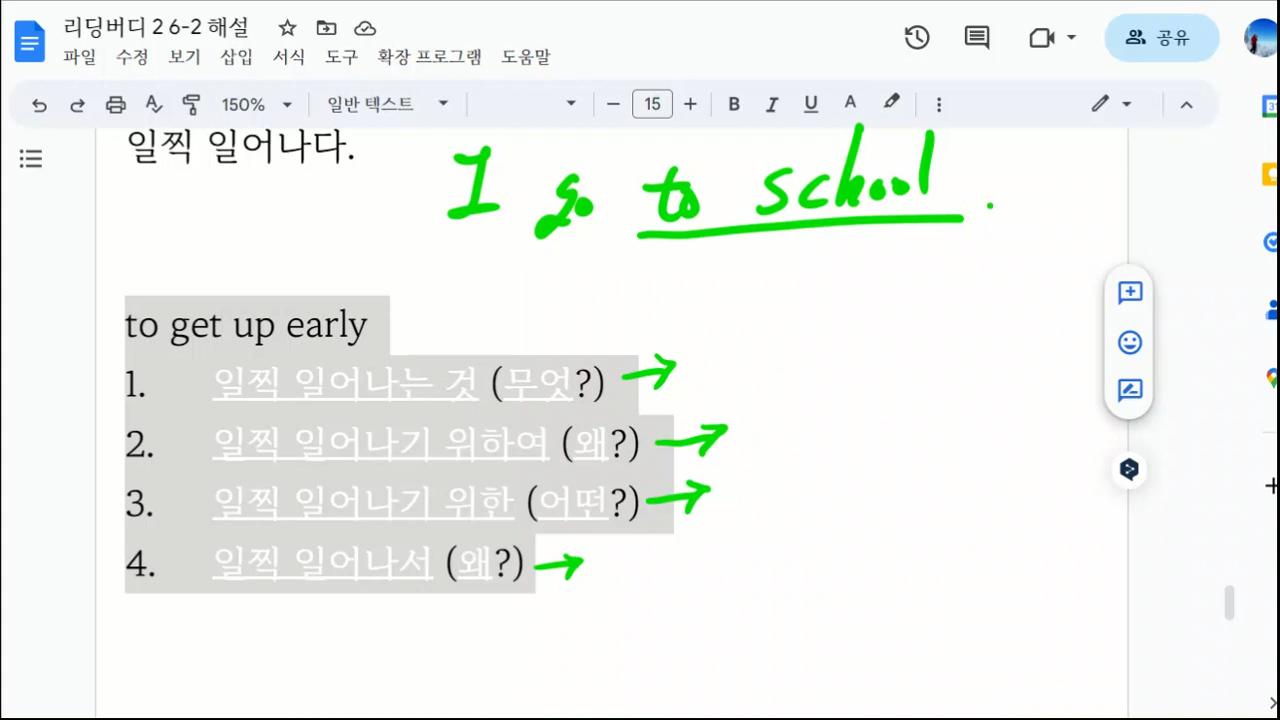 리딩버디 2 6-2 해설
파일 수정 보기 삽입 서식 도구 확장 프로그램 도움말
공유
150% 일반 텍스트 − 15 + B I U A
일찍 일어나다.
I go to school .
to get up early
1. 일찍 일어나는 것 (무엇?)
2. 일찍 일어나기 위하여 (왜?)
3. 일찍 일어나기 위한 (어떤?)
4. 일찍 일어나서 (왜?)